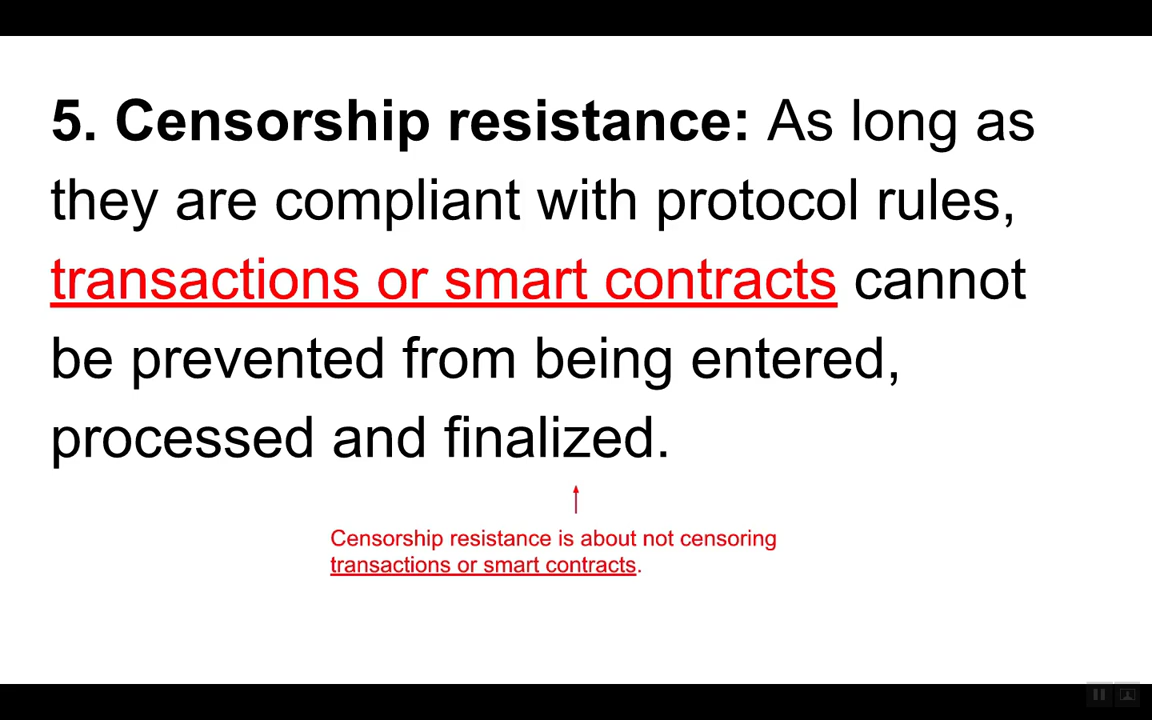 5. Censorship resistance: As long as
they are compliant with protocol rules,
transactions or smart contracts cannot
be prevented from being entered,
processed and finalized.
Censorship resistance is about not censoring
transactions or smart contracts.